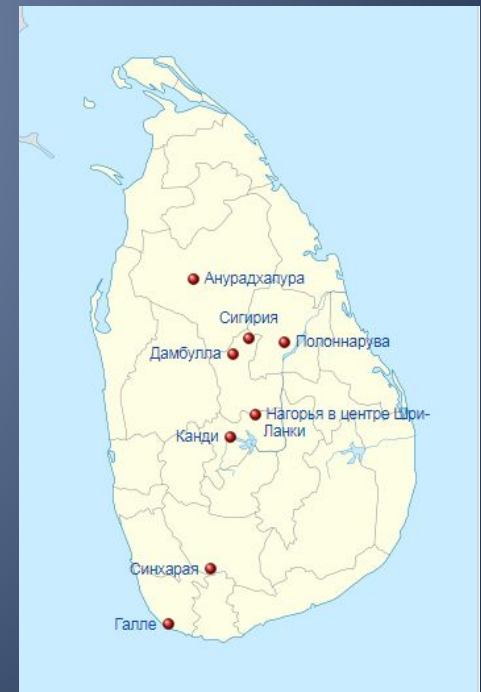 Анурадхапура
Сигирия
Полоннарува
Дамбулла
Нагорья в центре Шри-
Ланки
Канди
Синхарая
Галле